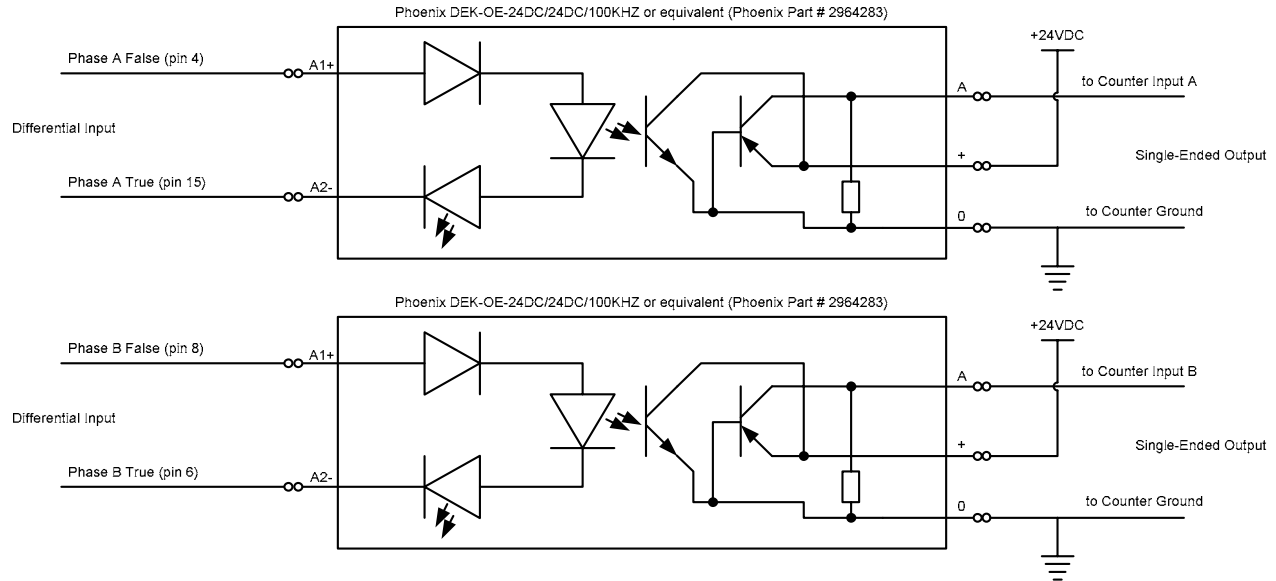 Phoenix DEK-OE-24DC/24DC/100KHZ or equivalent (Phoenix Part # 2964283)
+24VDC
Phase A False (pin 4)
A1+
A
to Counter Input A
Differential Input
+
Single-Ended Output
Phase A True (pin 15)
A2-
0
to Counter Ground
Phoenix DEK-OE-24DC/24DC/100KHZ or equivalent (Phoenix Part # 2964283)
+24VDC
Phase B False (pin 8)
A1+
A
to Counter Input B
Differential Input
+
Single-Ended Output
Phase B True (pin 6)
A2-
0
to Counter Ground